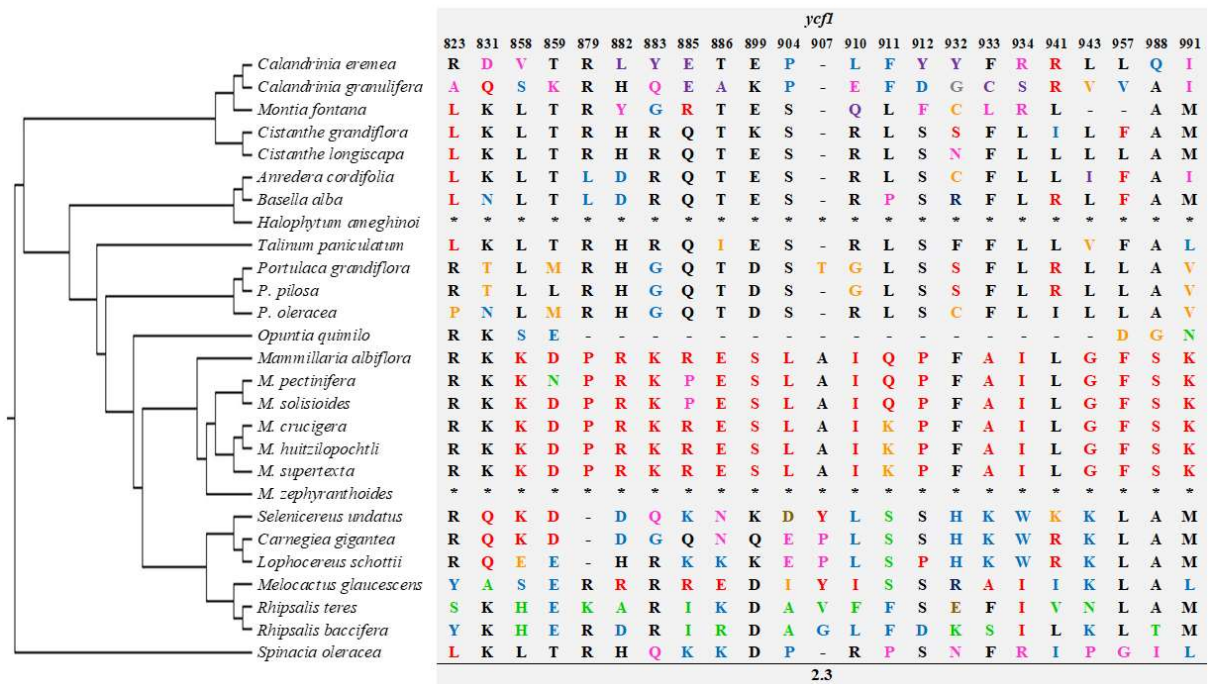 ycf1
823 831 858 859 879 882 883 885 886 899 904 907 910 911 912 932 933 934 941 943 957 988 991
Calandrinia eremea R D V T R L Y E T E P - L F Y Y F R R L L Q I
Calandrinia granulifera A Q S K R H Q E A K P - E F D G C S R V V A I
Montia fontana L K L T R Y G R T E S - Q L F C L R L - - A M
Cistanthe grandiflora L K L T R H R Q T K S - R L S S F L I L F A M
Cistanthe longiscapa L K L T R H R Q T E S - R L S N F L L L L A M
Anredera cordifolia L K L T L D R Q T E S - R L S C F L L I F A I
Basella alba L N L T L D R Q T E S - R P S R F L R L F A M
Halophytum ameghinoi * * * * * * * * * * * * * * * * * * * * * * *
Talinum paniculatum L K L T R H R Q I E S - R L S F F L L V F A L
Portulaca grandiflora R T L M R H G Q T D S T G L S S F L R L L A V
P. pilosa R T L L R H G Q T D S - G L S S F L R L L A V
P. oleracea P N L M R H G Q T D S - R L S C F L I L L A V
Opuntia quimilo R K S E - - - - - - - - - - - - - - - - D G N
Mammillaria albiflora R K K D P R K R E S L A I Q P F A I L G F S K
M. pectinifera R K K N P R K P E S L A I Q P F A I L G F S K
M. solisioides R K K D P R K P E S L A I Q P F A I L G F S K
M. crucigera R K K D P R K R E S L A I K P F A I L G F S K
M. huitzilopochtli R K K D P R K R E S L A I K P F A I L G F S K
M. supertexta R K K D P R K R E S L A I K P F A I L G F S K
M. zephyranthoides * * * * * * * * * * * * * * * * * * * * * * *
Selenicereus undatus R Q K D - D Q K N K D Y L S S H K W K K L A M
Carnegiea gigantea R Q K D - D G Q N Q E P L S S H K W R K L A M
Lophocereus schottii R Q E E - H R K K K E P L S P H K W R K L A M
Melocactus glaucescens Y A S E R R R R E D I Y I S S R A I I K L A L
Rhipsalis teres S K H E K A R I K D A V F F S E F I V N L A M
Rhipsalis baccifera Y K H E R D R I R D A G L F D K S I L K L T M
Spinacia oleracea L K L T R H Q K K D P - R P S N F R I P G I L
2.3